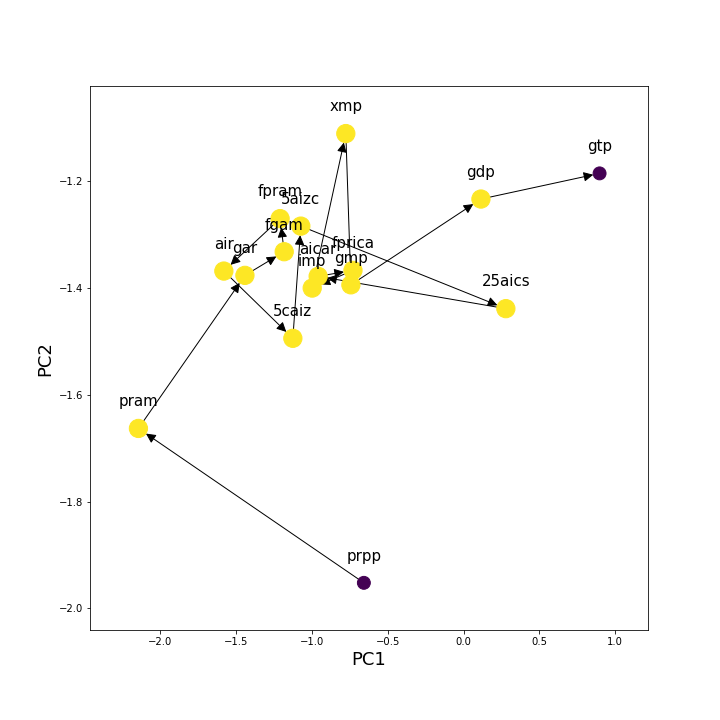 xmp
gtp
gdp
fpram
5aizc
fgam
air
gar
aicar
fprica
imp
gmp
25aics
5caiz
pram
prpp
−1.2
−1.4
−1.6
−1.8
−2.0
PC2
−2.0
−1.5
−1.0
−0.5
0.0
0.5
1.0
PC1